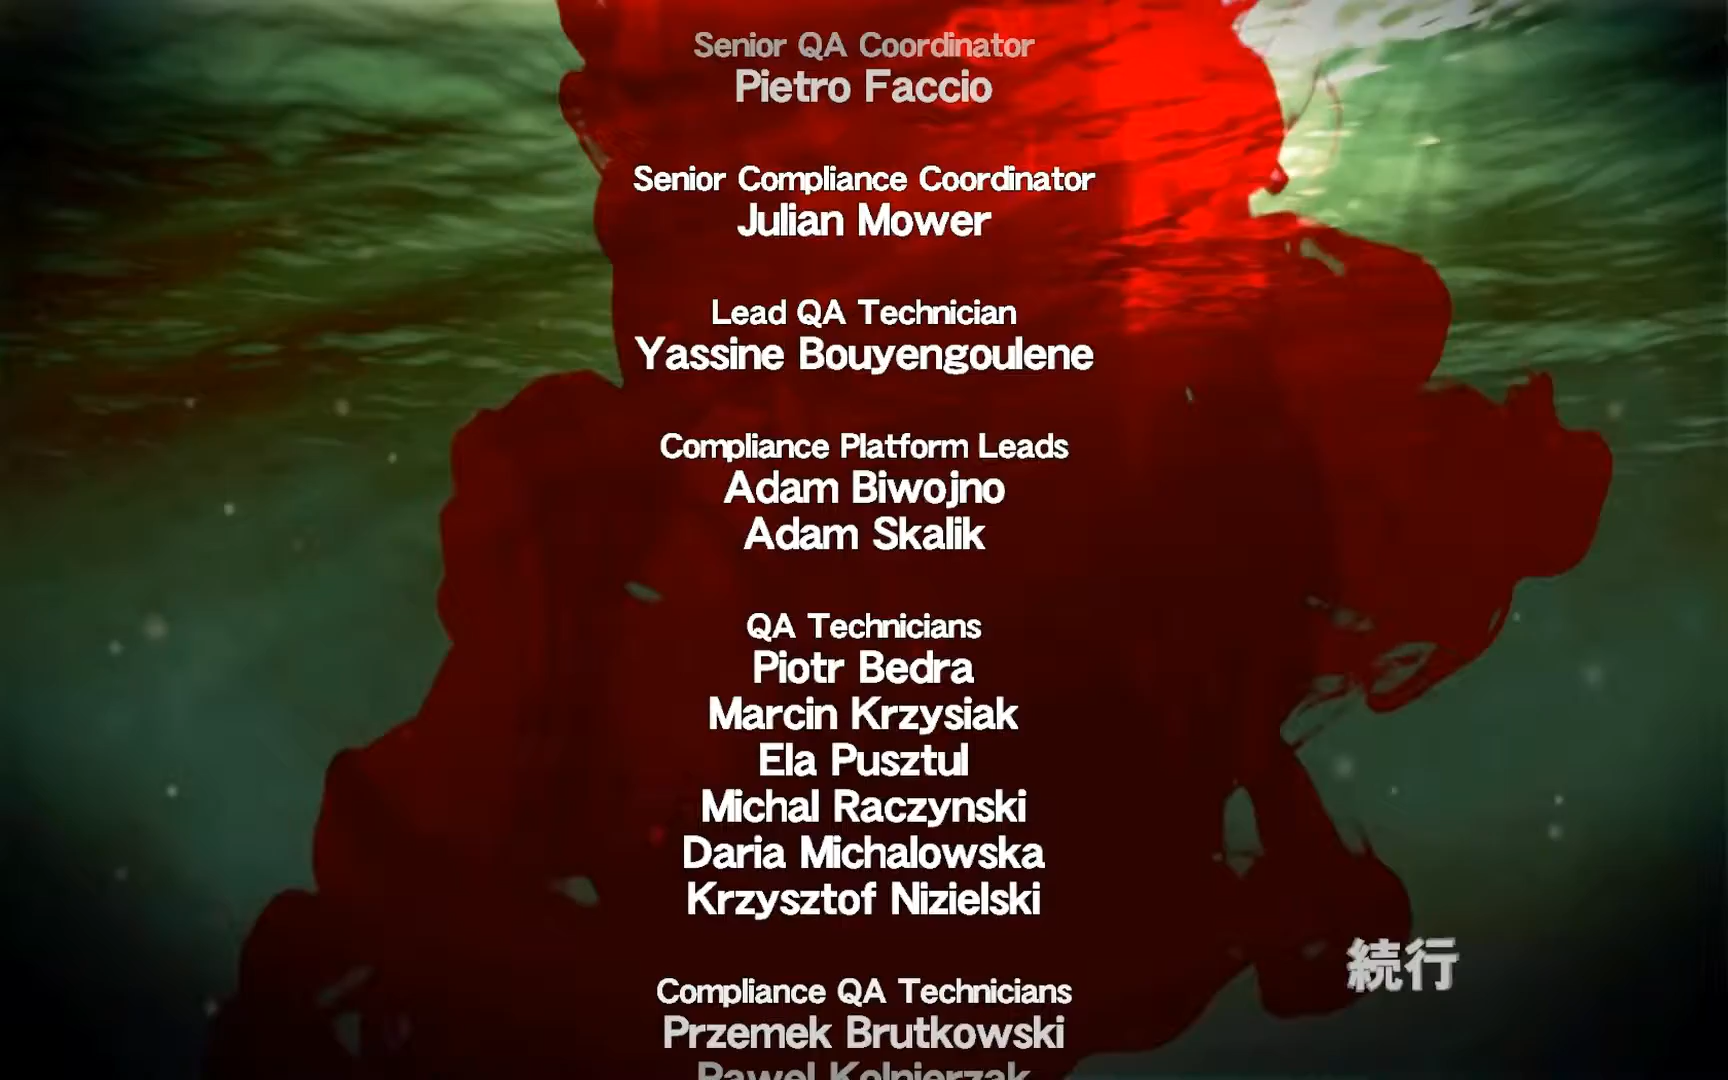 Senior QA Coordinator
Pietro Faccio
Senior Compliance Coordinator
Julian Mower
Lead QA Technician
Yassine Bouyengoulene
Compliance Platform Leads
Adam Biwojno
Adam Skalik
QA Technicians
Piotr Bedra
Marcin Krzysiak
Ela Pusztul
Michal Raczynski
Daria Michalowska
Krzysztof Nizielski
続行
Compliance QA Technicians
Przemek Brutkowski
Pawel Kolnierzak